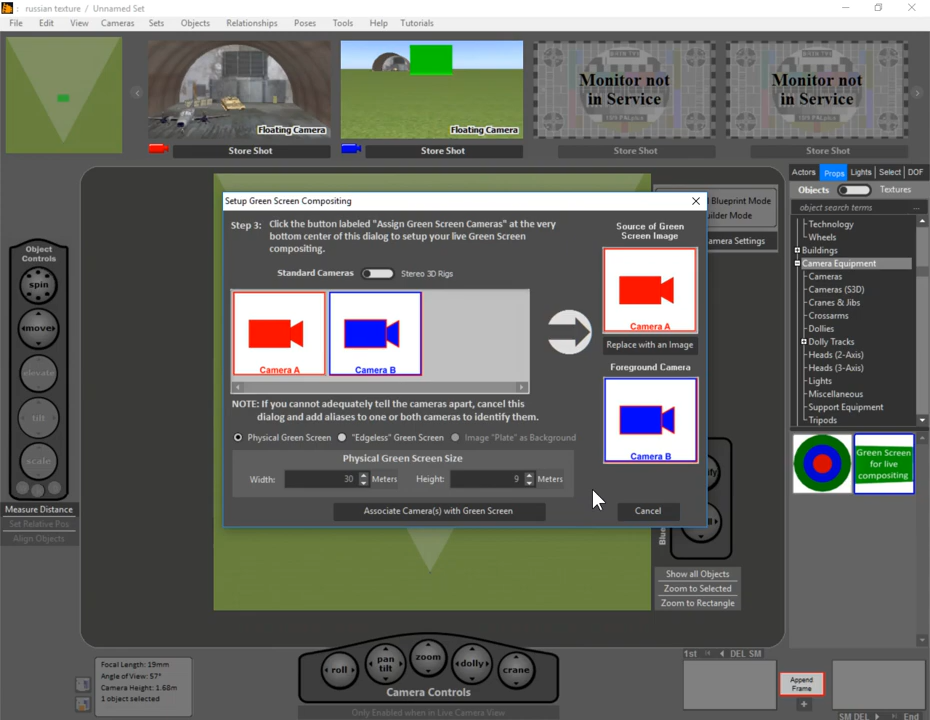 : russian texture / Unnamed Set
File Edit View Cameras Sets Objects Relationships Poses Tools Help Tutorials
Floating Camera
Floating Camera
Monitor not
in Service
Monitor not
in Service
Store Shot
Store Shot
Store Shot
Store Shot
Actors Props Lights Select DOF
Objects Textures
object search terms ...
Technology
Wheels
Buildings
Camera Equipment
Cameras
Cameras (S3D)
Cranes & Jibs
Crossarms
Dollies
Dolly Tracks
Heads (2-Axis)
Heads (3-Axis)
Lights
Miscellaneous
Support Equipment
Tripods
Green Screen
for live
compositing
Blueprint Mode
Mode
Settings
Setup Green Screen Compositing
Step 3: Click the button labeled "Assign Green Screen Cameras" at the very
bottom center of this dialog to setup your live Green Screen
compositing.
Standard Cameras Stereo 3D Rigs
Camera A
Camera B
Source of Green
Screen Image
Camera A
Replace with an Image
Foreground Camera
Camera B
NOTE: If you cannot adequately tell the cameras apart, cancel this
dialog and add aliases to one or both cameras to identify them.
Physical Green Screen "Edgeless" Green Screen Image "Plate" as Background
Physical Green Screen Size
Width: 30 Meters Height: 9 Meters
Associate Camera(s) with Green Screen
Cancel
Object
Controls
spin
move
elevate
tilt
scale
Measure Distance
Set Relative Pos
Align Objects
Show all Objects
Zoom to Selected
Zoom to Rectangle
Focal Length: 19mm
Angle of View: 57°
Camera Height: 1.68m
1 object selected
roll
pan
tilt
zoom
dolly
crane
Camera Controls
Only Enabled when in Live Camera View
1st DEL SM
Append
Frame
SM DEL End